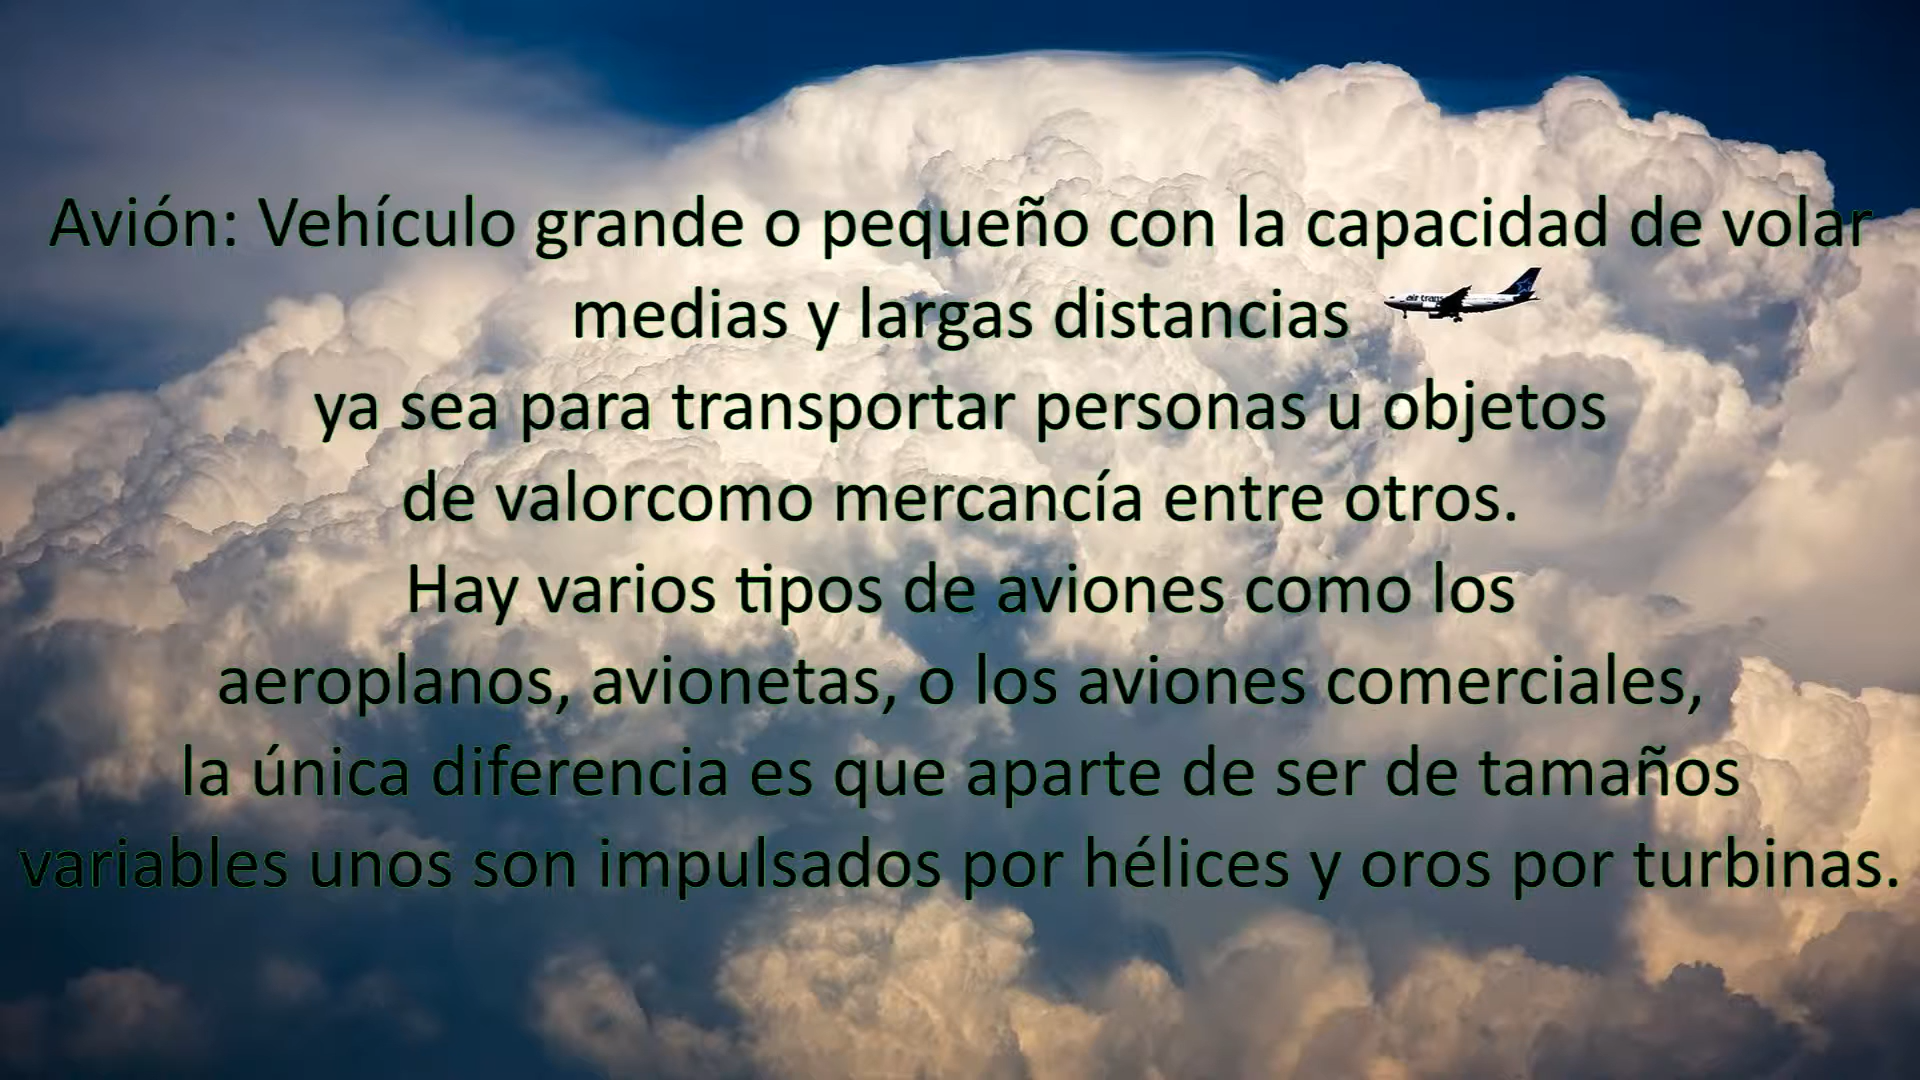 Avión: Vehículo grande o pequeño con la capacidad de volar
medias y largas distancias
air trans
ya sea para transportar personas u objetos
de valorcomo mercancía entre otros.
Hay varios tipos de aviones como los
aeroplanos, avionetas, o los aviones comerciales,
la única diferencia es que aparte de ser de tamaños
variables unos son impulsados por hélices y oros por turbinas.